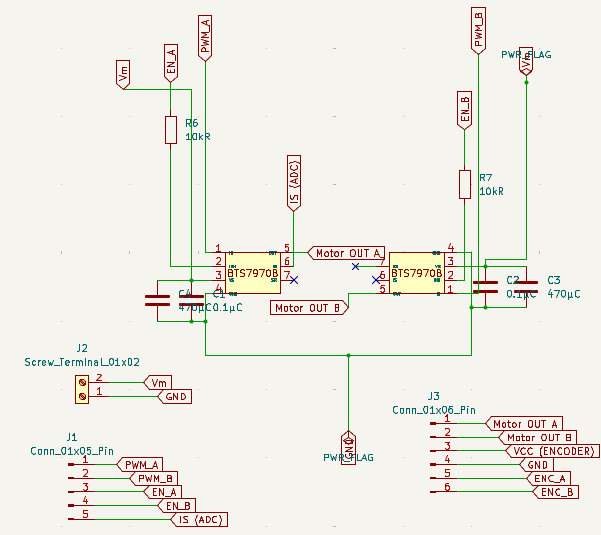 PWM_A
PWM_B
EN_A
Vm
PWR_FLAG
Vm
EN_B
R6
10kR
IS (ADC)
R7
10kR
1
2
3
4
5
6
7
BTS7970B
Motor OUT A
Motor OUT B
7
6
5
BTS7970B
4
3
2
1
C4
470µC
C1
0.1µC
C2
0.1µC
C3
470µC
J2
Screw_Terminal_01x02
2
Vm
1
GND
GND
PWR_FLAG
J1
Conn_01x05_Pin
1
PWM_A
2
PWM_B
3
EN_A
4
EN_B
5
IS (ADC)
J3
Conn_01x06_Pin
1
Motor OUT A
2
Motor OUT B
3
VCC (ENCODER)
4
GND
5
ENC_A
6
ENC_B